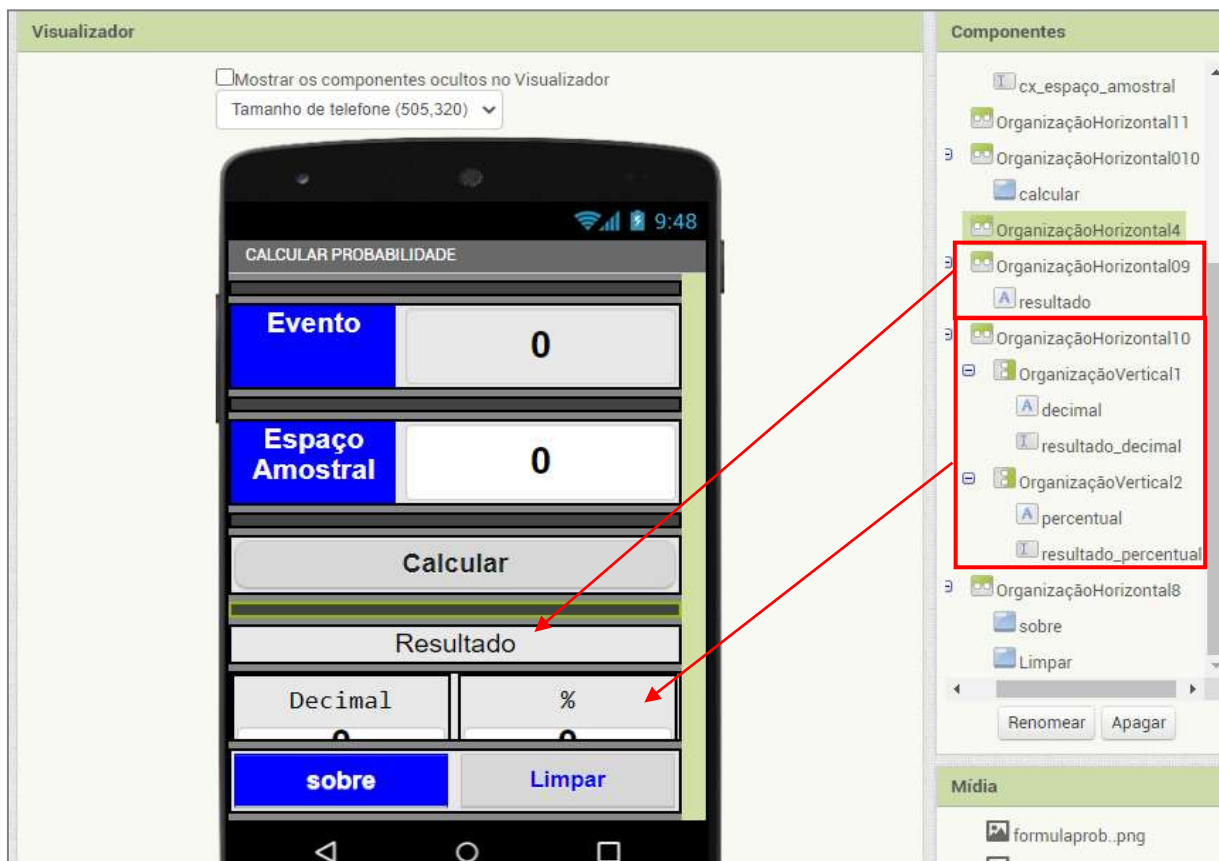 Visualizador
Mostrar os componentes ocultos no Visualizador
Tamanho de telefone (505,320)
9:48
CALCULAR PROBABILIDADE
Evento
0
Espaço
Amostral
0
Calcular
Resultado
Decimal
%
sobre
Limpar
Componentes
cx_espaço_amostral
OrganizaçãoHorizontal11
OrganizaçãoHorizontal010
calcular
OrganizaçãoHorizontal4
OrganizaçãoHorizontal09
resultado
OrganizaçãoHorizontal10
OrganizaçãoVertical1
decimal
resultado_decimal
OrganizaçãoVertical2
percentual
resultado_percentual
OrganizaçãoHorizontal8
sobre
Limpar
Renomear Apagar
Mídia
formulaprob..png